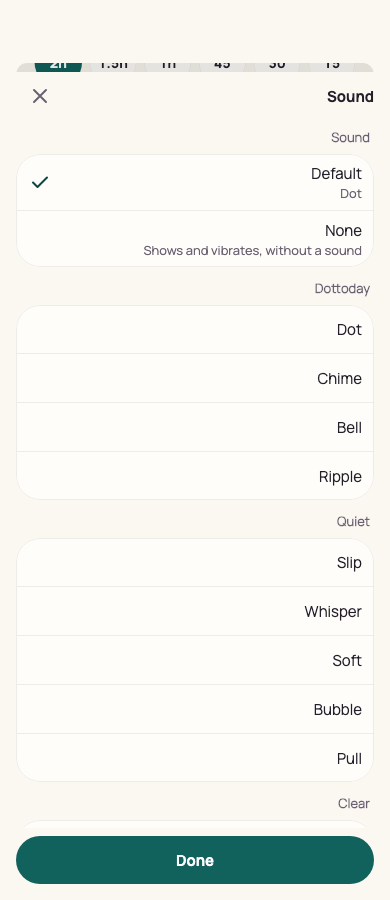 2h 1.5h 1h 45 30 15
Sound
Sound
Default
Dot
None
Shows and vibrates, without a sound
Dottoday
Dot
Chime
Bell
Ripple
Quiet
Slip
Whisper
Soft
Bubble
Pull
Clear
Done